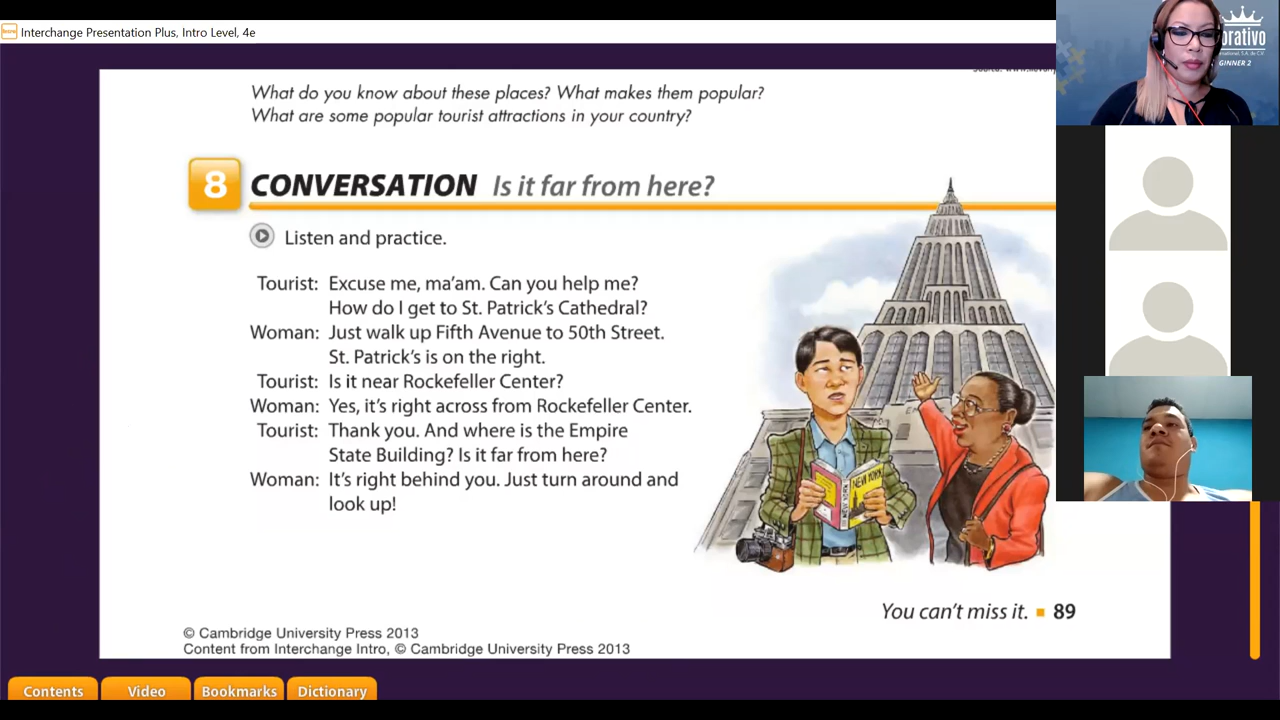 Interchange Presentation Plus, Intro Level, 4e
What do you know about these places? What makes them popular?
What are some popular tourist attractions in your country?
8 CONVERSATION Is it far from here?
Listen and practice.
Tourist: Excuse me, ma'am. Can you help me?
How do I get to St. Patrick's Cathedral?
Woman: Just walk up Fifth Avenue to 50th Street.
St. Patrick's is on the right.
Tourist: Is it near Rockefeller Center?
Woman: Yes, it's right across from Rockefeller Center.
Tourist: Thank you. And where is the Empire
State Building? Is it far from here?
Woman: It's right behind you. Just turn around and
look up!
NEW YORK
You can't miss it. ▪ 89
© Cambridge University Press 2013
Content from Interchange Intro, © Cambridge University Press 2013
Contents Video Bookmarks Dictionary
orativo
GINNER 2